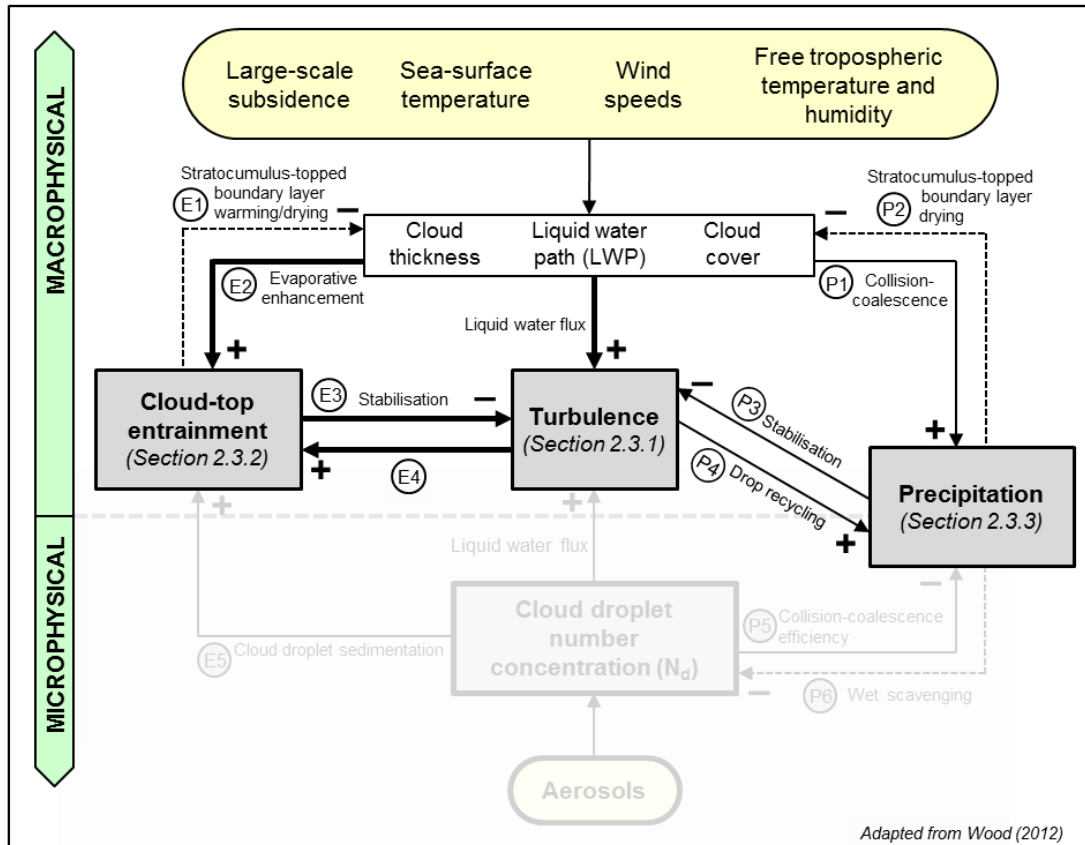 MACROPHYSICAL
MICROPHYSICAL
Large-scale
subsidence
Sea-surface
temperature
Wind
speeds
Free tropospheric
temperature and
humidity
Stratocumulus-topped
boundary layer
warming/drying
E1
−
Stratocumulus-topped
boundary layer
drying
P2
−
Cloud
thickness
Liquid water
path (LWP)
Cloud
cover
E2
Evaporative
enhancement
+
Liquid water flux
+
P1
Collision-
coalescence
+
Cloud-top
entrainment
(Section 2.3.2)
E3
Stabilisation
−
E4
+
Turbulence
(Section 2.3.1)
−
P3
Stabilisation
P4
Drop recycling
+
Precipitation
(Section 2.3.3)
+
+
−
Liquid water flux
E5
Cloud droplet sedimentation
Cloud droplet
number
concentration (Nd)
P5
Collision-coalescence
efficiency
−
P6
Wet scavenging
Aerosols
Adapted from Wood (2012)